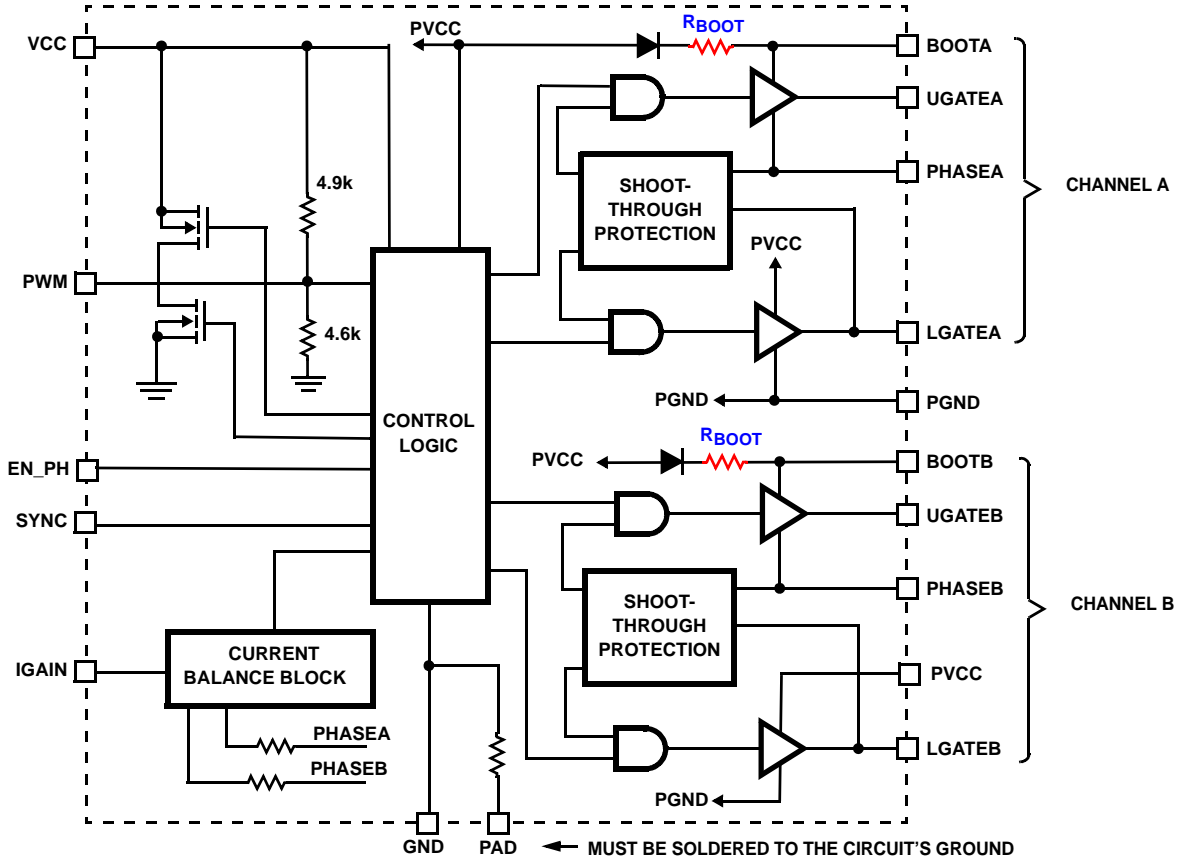 VCC
PVCC
RBOOT
BOOTA
UGATEA
4.9k
SHOOT-
THROUGH
PROTECTION
PHASEA
CHANNEL A
PVCC
PWM
4.6k
LGATEA
PGND
PGND
CONTROL
LOGIC
RBOOT
EN_PH
PVCC
BOOTB
SYNC
UGATEB
SHOOT-
THROUGH
PROTECTION
PHASEB
CHANNEL B
IGAIN
CURRENT
BALANCE BLOCK
PVCC
PHASEA
PHASEB
LGATEB
PGND
GND
PAD
MUST BE SOLDERED TO THE CIRCUIT'S GROUND